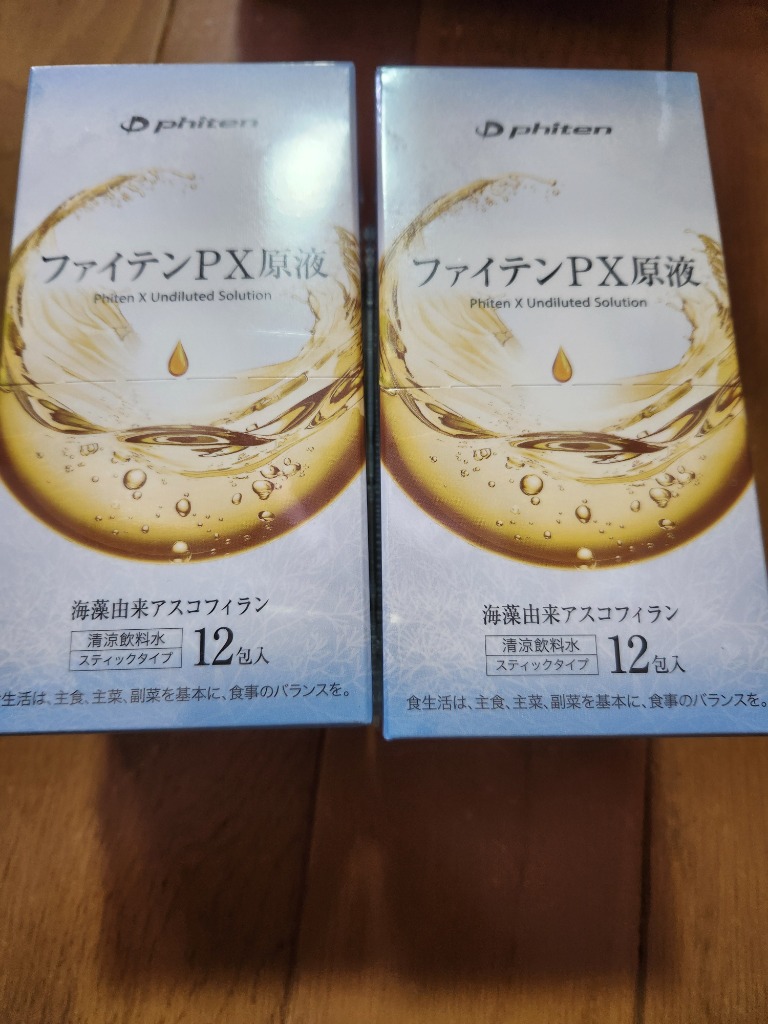 phiten
ファイテンPX原液
Phiten X Undiluted Solution
海藻由来アスコフィラン
清涼飲料水
スティックタイプ
12包入
生活は、主食、主菜、副菜を基本に、食事のバランスを。
phiten
ファイテンPX原液
Phiten X Undiluted Solution
海藻由来アスコフィラン
清涼飲料水
スティックタイプ
12包入
食生活は、主食、主菜、副菜を基本に、食事のバランスを。